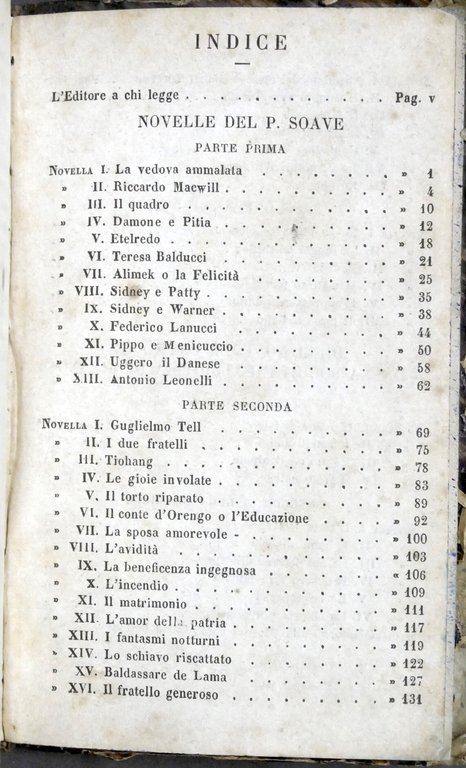 INDICE
L'Editore a chi legge . . . . . . . . . . . . Pag. v
NOVELLE DEL P. SOAVE
PARTE PRIMA
NOVELLA I. La vedova ammalata . . . . . . . » 1
» II. Riccardo Maewill . . . . . . . . . » 4
» III. Il quadro . . . . . . . . . . » 10
» IV. Damone e Pitia . . . . . . . . . » 12
» V. Etelredo . . . . . . . . . . . » 18
» VI. Teresa Balducci . . . . . . . . . » 21
» VII. Alimek o la Felicità . . . . . . . . » 25
» VIII. Sidney e Patty . . . . . . . . . . » 35
» IX. Sidney e Warner . . . . . . . . . » 38
» X. Federico Lanucci . . . . . . . . . » 44
» XI. Pippo e Menicuccio . . . . . . . . » 50
» XII. Uggero il Danese . . . . . . . . . » 58
» XIII. Antonio Leonelli . . . . . . . . . » 62
PARTE SECONDA
NOVELLA I. Guglielmo Tell . . . . . . . . . » 69
» II. I due fratelli . . . . . . . . . . » 75
» III. Tiohang . . . . . . . . . . . » 78
» IV. Le gioie involate . . . . . . . . . » 83
» V. Il torto riparato . . . . . . . . . » 89
» VI. Il conte d'Orengo o l'Educazione . . . . » 92
» VII. La sposa amorevole - . . . . . . . » 100
» VIII. L'avidità . . . . . . . . . . . » 103
» IX. La beneficenza ingegnosa . . . . . . « 106
» X. L'incendio . . . . . . . . . . » 109
» XI. Il matrimonio . . . . . . . . . . » 111
» XII. L'amor della patria . . . . . . . . » 117
» XIII. I fantasmi notturni . . . . . . . . » 119
» XIV. Lo schiavo riscattato . . . . . . . » 122
» XV. Baldassare de Lama . . . . . . . . » 127
» XVI. Il fratello generoso . . . . . . . . » 131